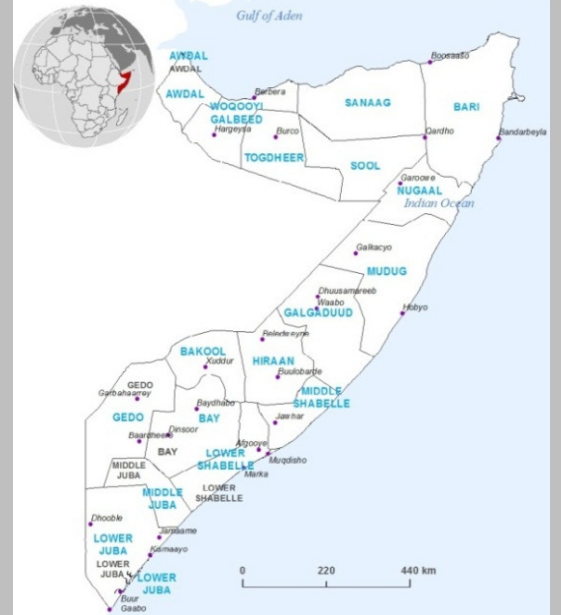 Gulf of Aden
AWDAL
AWDAL
AWDAL
Boosaaso
Berbera
WOQOOYI
GALBEED
SANAAG
BARI
Hargeysa
Burco
Qardho
Bandarbeyla
TOGDHEER
SOOL
Garoowe
NUGAAL
Indian Ocean
Galkacyo
MUDUG
Dhuusamareeb
Waabo
GALGADUUD
Hobyo
Beledweyne
BAKOOL
Xuddur
HIRAAN
Buulobarde
GEDO
Garbahaarrey
MIDDLE
SHABELLE
Baydhabo
GEDO
BAY
Jawhar
Dinsoor
Baardheere
BAY
Afgooye
LOWER
SHABELLE
Muqdisho
MIDDLE
JUBA
Marka
MIDDLE
JUBA
LOWER
SHABELLE
Dhooble
Jamaame
LOWER
JUBA
Kismaayo
LOWER
JUBA
LOWER
JUBA
0 220 440 km
Buur
Gaabo